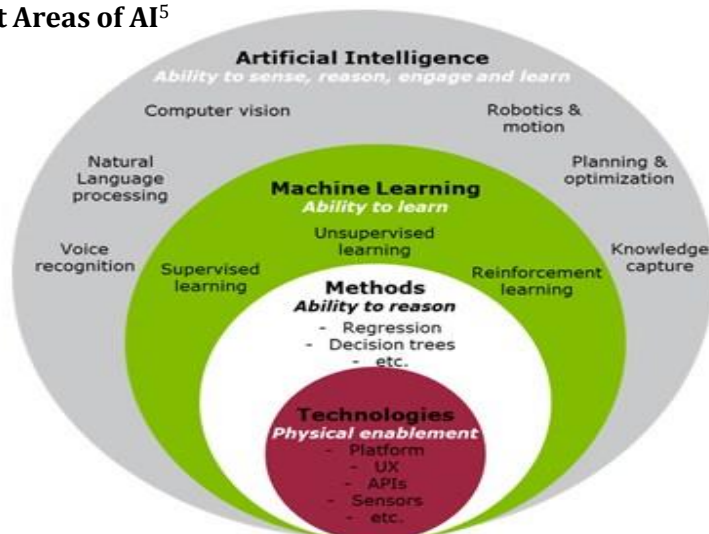 t Areas of AI5
Artificial Intelligence
Ability to sense, reason, engage and learn
Computer vision
Robotics &
motion
Natural
Language
processing
Planning &
optimization
Machine Learning
Ability to learn
Unsupervised
learning
Voice
recognition
Supervised
learning
Reinforcement
learning
Knowledge
capture
Methods
Ability to reason
- Regression
- Decision trees
- etc.
Technologies
Physical enablement
- Platform
- UX
- APIs
- Sensors
- etc.